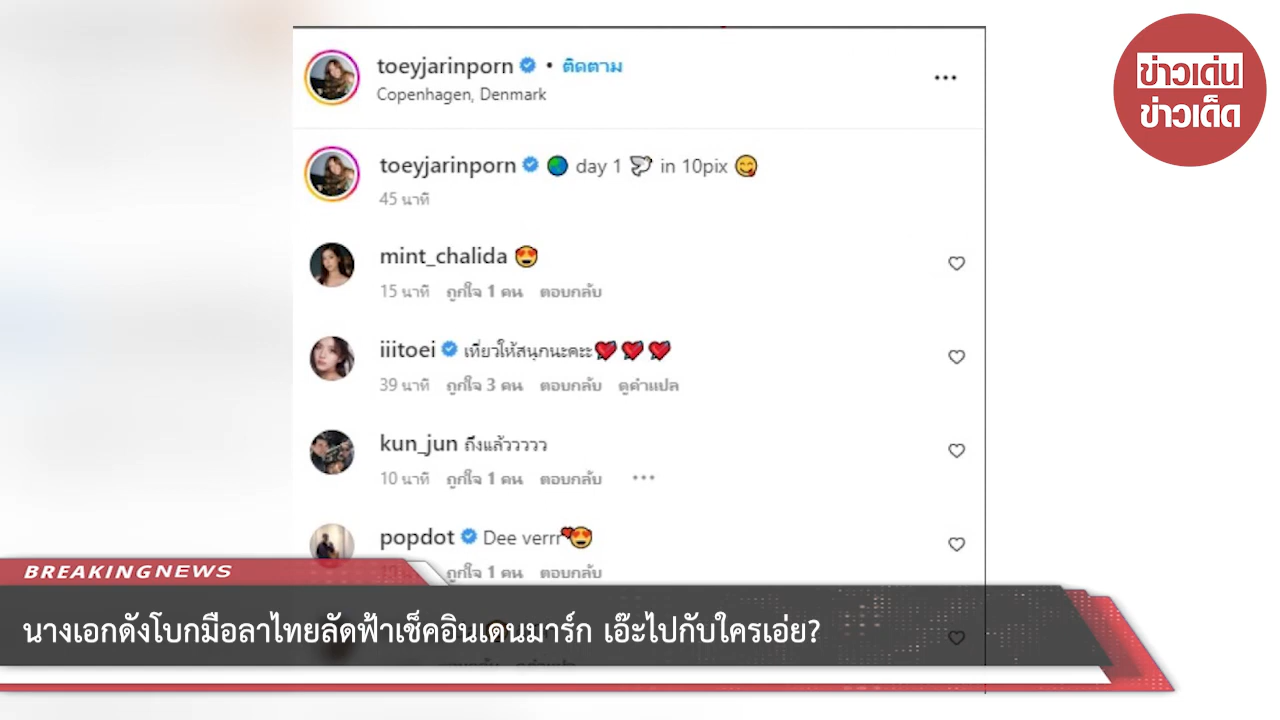 ข่าวเด่น
ข่าวเด็ด
toeyjarinporn • ติดตาม
Copenhagen, Denmark
toeyjarinporn 🌍 day 1 🕊 in 10pix 😋
45 นาที
mint_chalida 😍
15 นาที ถูกใจ 1 คน ตอบกลับ
iiitoei เที่ยวให้สนุกนะคะะ❤️❤️❤️
39 นาที ถูกใจ 3 คน ตอบกลับ ดูคำแปล
kun_jun ถึงแล้ววววว
10 นาที ถูกใจ 1 คน ตอบกลับ
popdot Dee verrr😍
ถูกใจ 1 คน ตอบกลับ
BREAKING NEWS
นางเอกดังโบกมือลาไทยลัดฟ้าเช็คอินเดนมาร์ก เอ๊ะไปกับใครเอ่ย?